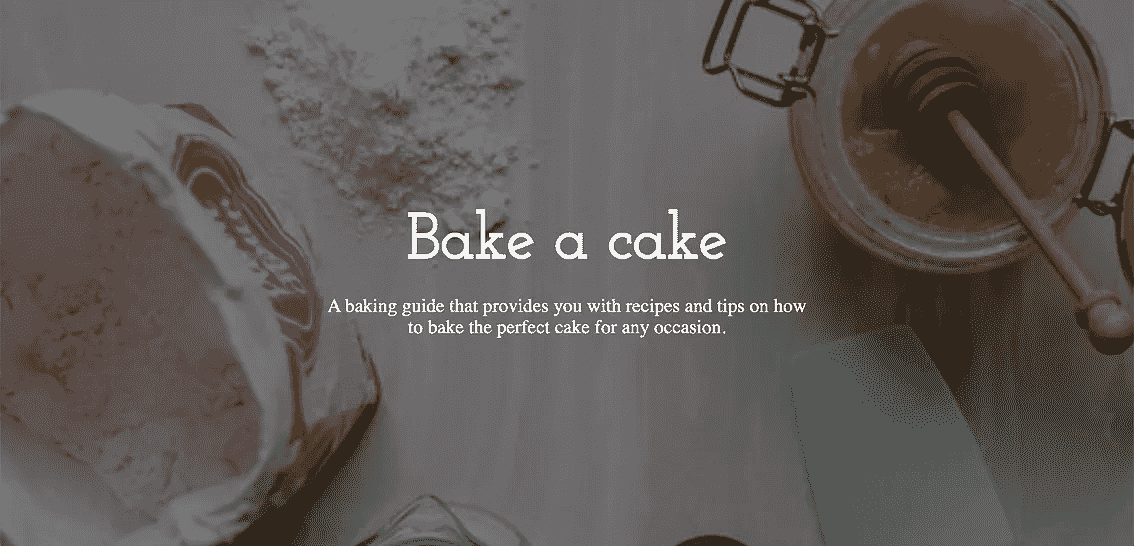 Bake a cake
A baking guide that provides you with recipes and tips on how
to bake the perfect cake for any occasion.